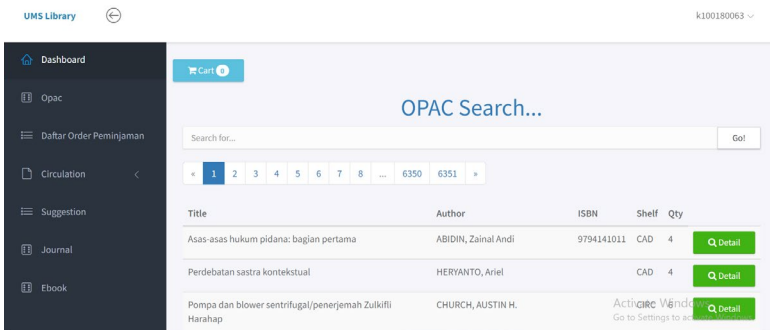 UMS Library
k100180063
Dashboard
Opac
Daftar Order Peminjaman
Circulation
Suggestion
Journal
Ebook
Cart 0
OPAC Search...
Search for...
Go!
« 1 2 3 4 5 6 7 8 ... 6350 6351 »
Title Author ISBN Shelf Qty
Asas-asas hukum pidana: bagian pertama ABIDIN, Zainal Andi 9794141011 CAD 4 Detail
Perdebatan sastra kontekstual HERYANTO, Ariel CAD 4 Detail
Pompa dan blower sentrifugal/penerjemah Zulkifli CHURCH, AUSTIN H. CIRC 6 Detail
Harahap
Activate Windows
Go to Settings to activate Windows.